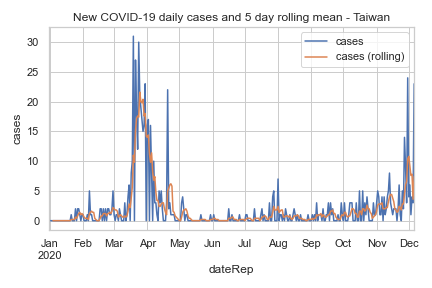 New COVID-19 daily cases and 5 day rolling mean - Taiwan
cases
cases (rolling)
30
25
20
15
10
5
0
cases
Jan
2020
Feb
Mar
Apr
May
Jun
Jul
Aug
Sep
Oct
Nov
Dec
dateRep